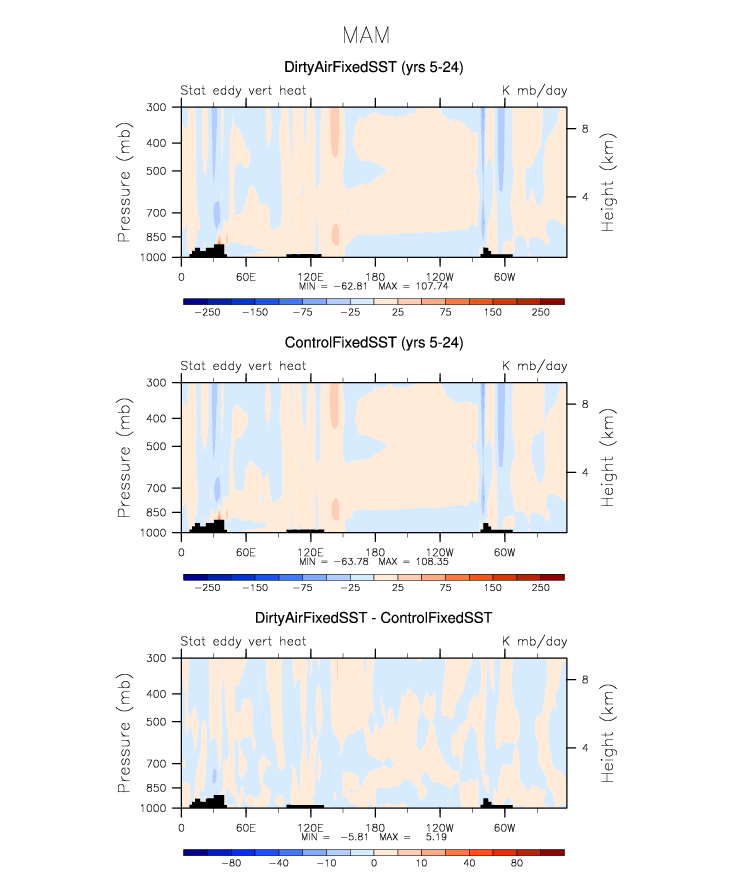 MAM
DirtyAirFixedSST (yrs 5-24)
Stat eddy vert heat K mb/day
300
400
500
700
850
1000
Pressure (mb)
8
4
Height (km)
0 60E 120E 180 120W 60W
MIN = -62.81 MAX = 107.74
-250 -150 -75 -25 25 75 150 250
ControlFixedSST (yrs 5-24)
Stat eddy vert heat K mb/day
300
400
500
700
850
1000
Pressure (mb)
8
4
Height (km)
0 60E 120E 180 120W 60W
MIN = -63.78 MAX = 108.35
-250 -150 -75 -25 25 75 150 250
DirtyAirFixedSST - ControlFixedSST
Stat eddy vert heat K mb/day
300
400
500
700
850
1000
Pressure (mb)
8
4
Height (km)
0 60E 120E 180 120W 60W
MIN = -5.81 MAX = 5.19
-80 -40 -10 0 10 40 80